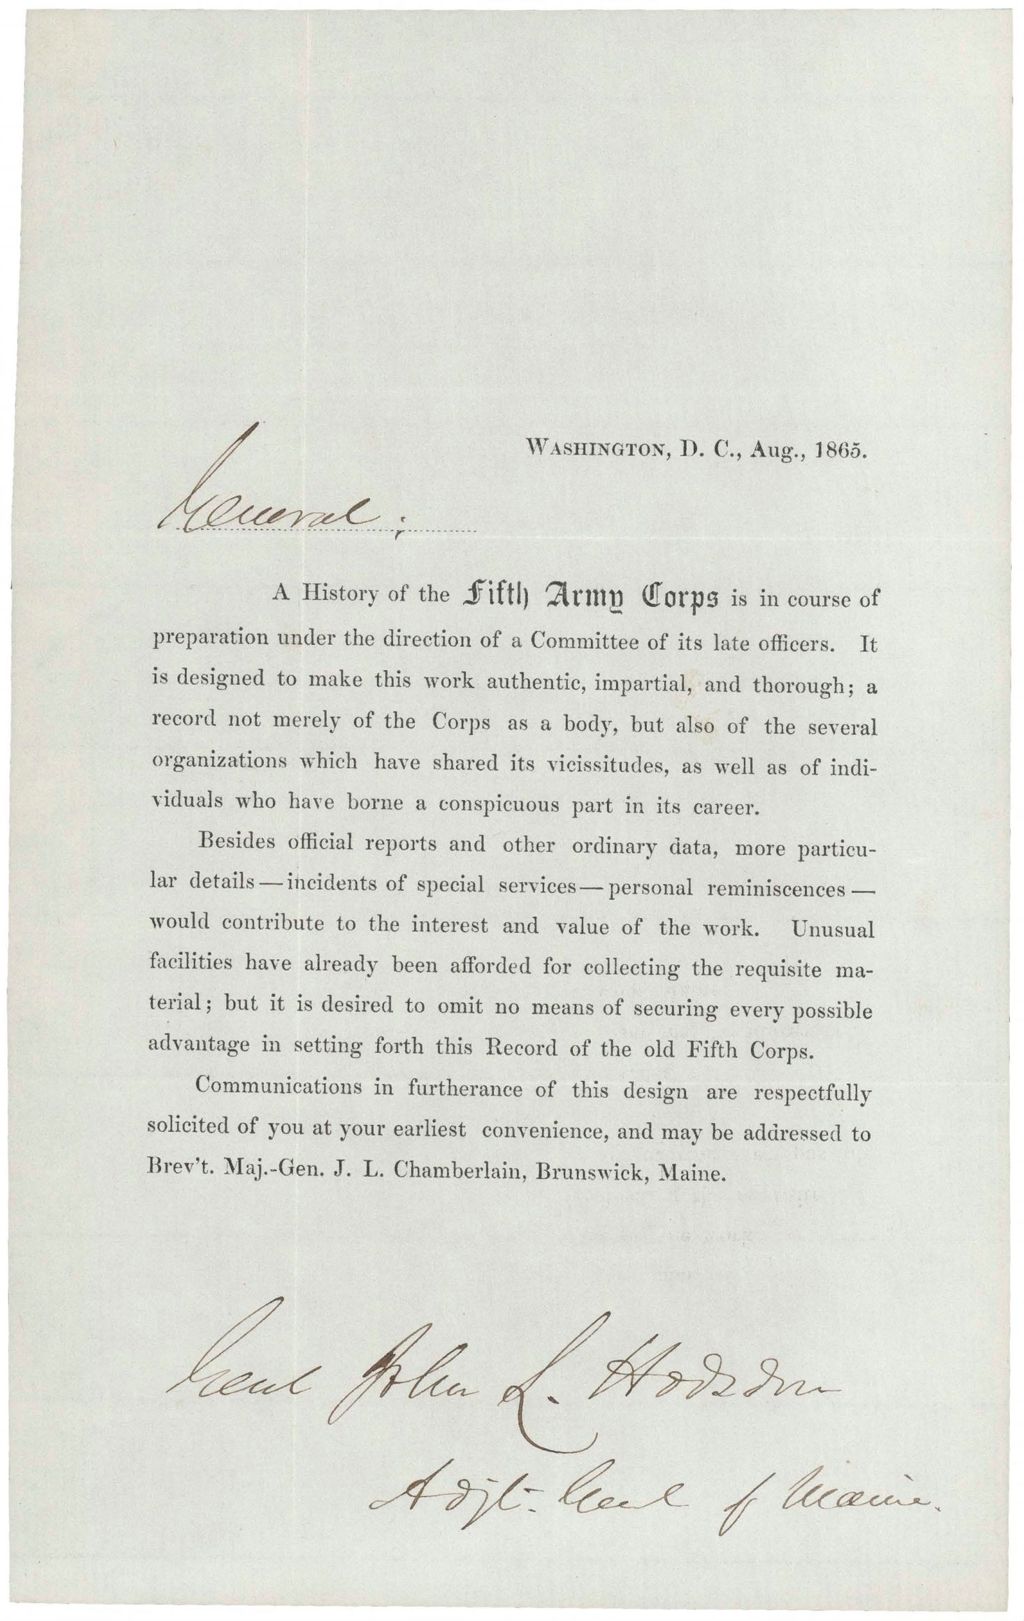 Washington, D. C., Aug., 1865.
General;
A History of the Fifth Army Corps is in course of
preparation under the direction of a Committee of its late officers. It
is designed to make this work authentic, impartial, and thorough; a
record not merely of the Corps as a body, but also of the several
organizations which have shared its vicissitudes, as well as of indi-
viduals who have borne a conspicuous part in its career.
Besides official reports and other ordinary data, more particu-
lar details—incidents of special services—personal reminiscences—
would contribute to the interest and value of the work. Unusual
facilities have already been afforded for collecting the requisite ma-
terial; but it is desired to omit no means of securing every possible
advantage in setting forth this Record of the old Fifth Corps.
Communications in furtherance of this design are respectfully
solicited of you at your earliest convenience, and may be addressed to
Brev't. Maj.-Gen. J. L. Chamberlain, Brunswick, Maine.
Genl John L. Hodsdon
Adjt. Genl of Maine.